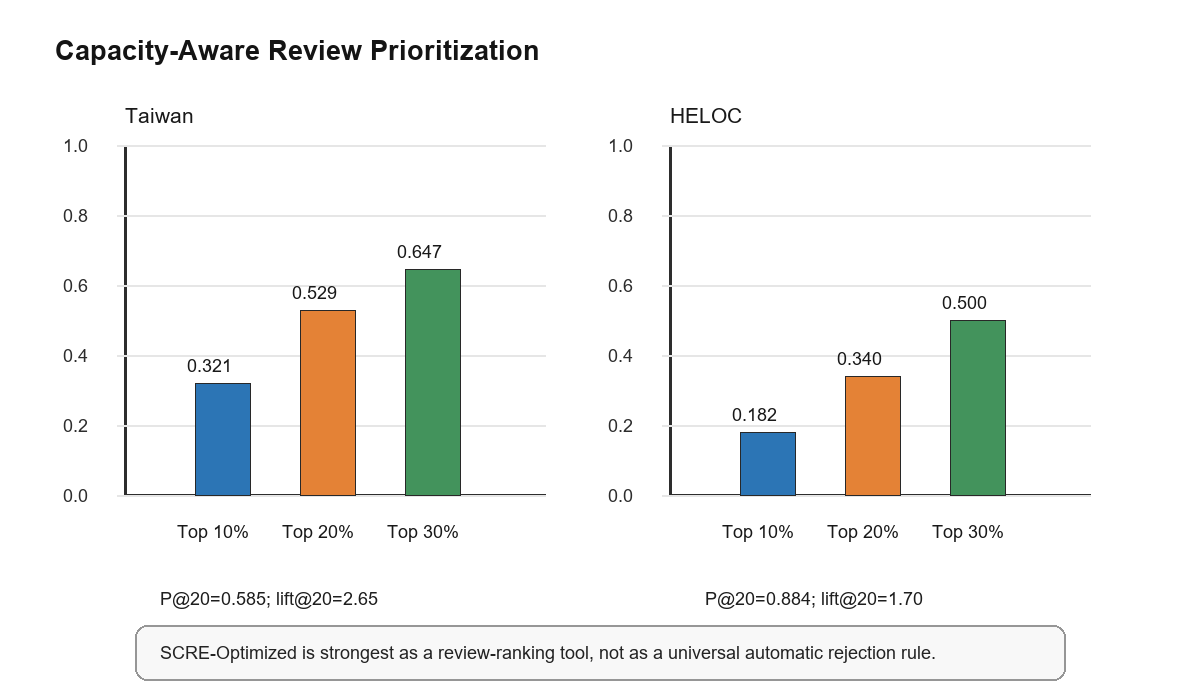 Capacity-Aware Review Prioritization
Taiwan
1.0
0.8
0.6
0.4
0.2
0.0
0.321
0.529
0.647
Top 10%
Top 20%
Top 30%
P@20=0.585; lift@20=2.65
HELOC
1.0
0.8
0.6
0.4
0.2
0.0
0.182
0.340
0.500
Top 10%
Top 20%
Top 30%
P@20=0.884; lift@20=1.70
SCRE-Optimized is strongest as a review-ranking tool, not as a universal automatic rejection rule.